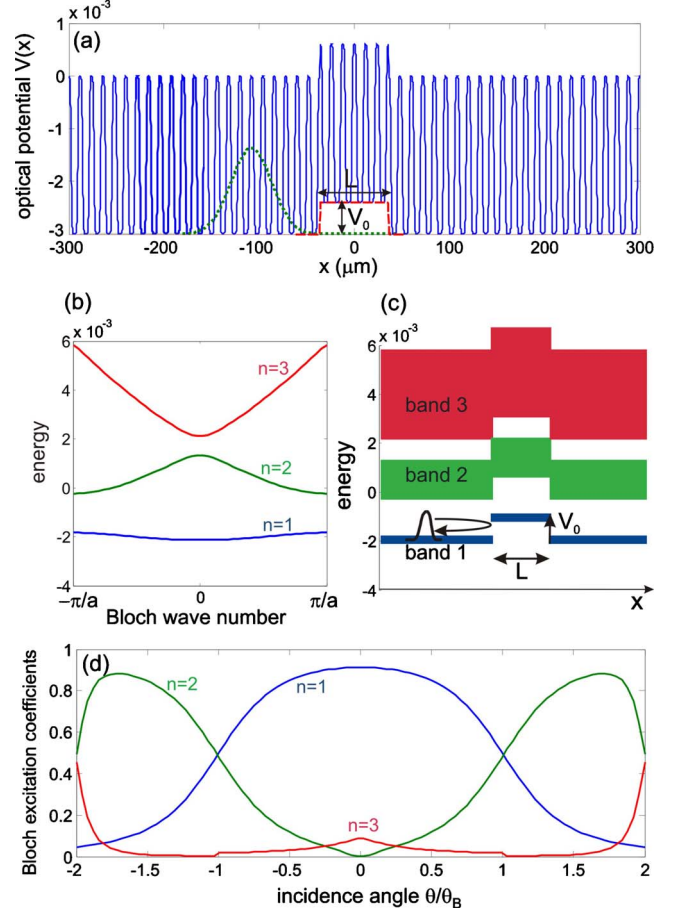 (a)
optical potential V(x)
1 x 10⁻³
0
-1
-2
-3
-300 -200 -100 0 100 200 300
x (μm)
L
V₀
(b)
x 10⁻³
6
4
2
0
-2
-4
energy
n=3
n=2
n=1
−π/a 0 π/a
Bloch wave number
(c)
x 10⁻³
6
4
2
0
-2
-4
energy
band 3
band 2
band 1
V₀
L
x
(d)
Bloch excitation coefficients
1
0.8
0.6
0.4
0.2
0
n=2
n=1
n=3
-2 -1.5 -1 -0.5 0 0.5 1 1.5 2
incidence angle θ/θB